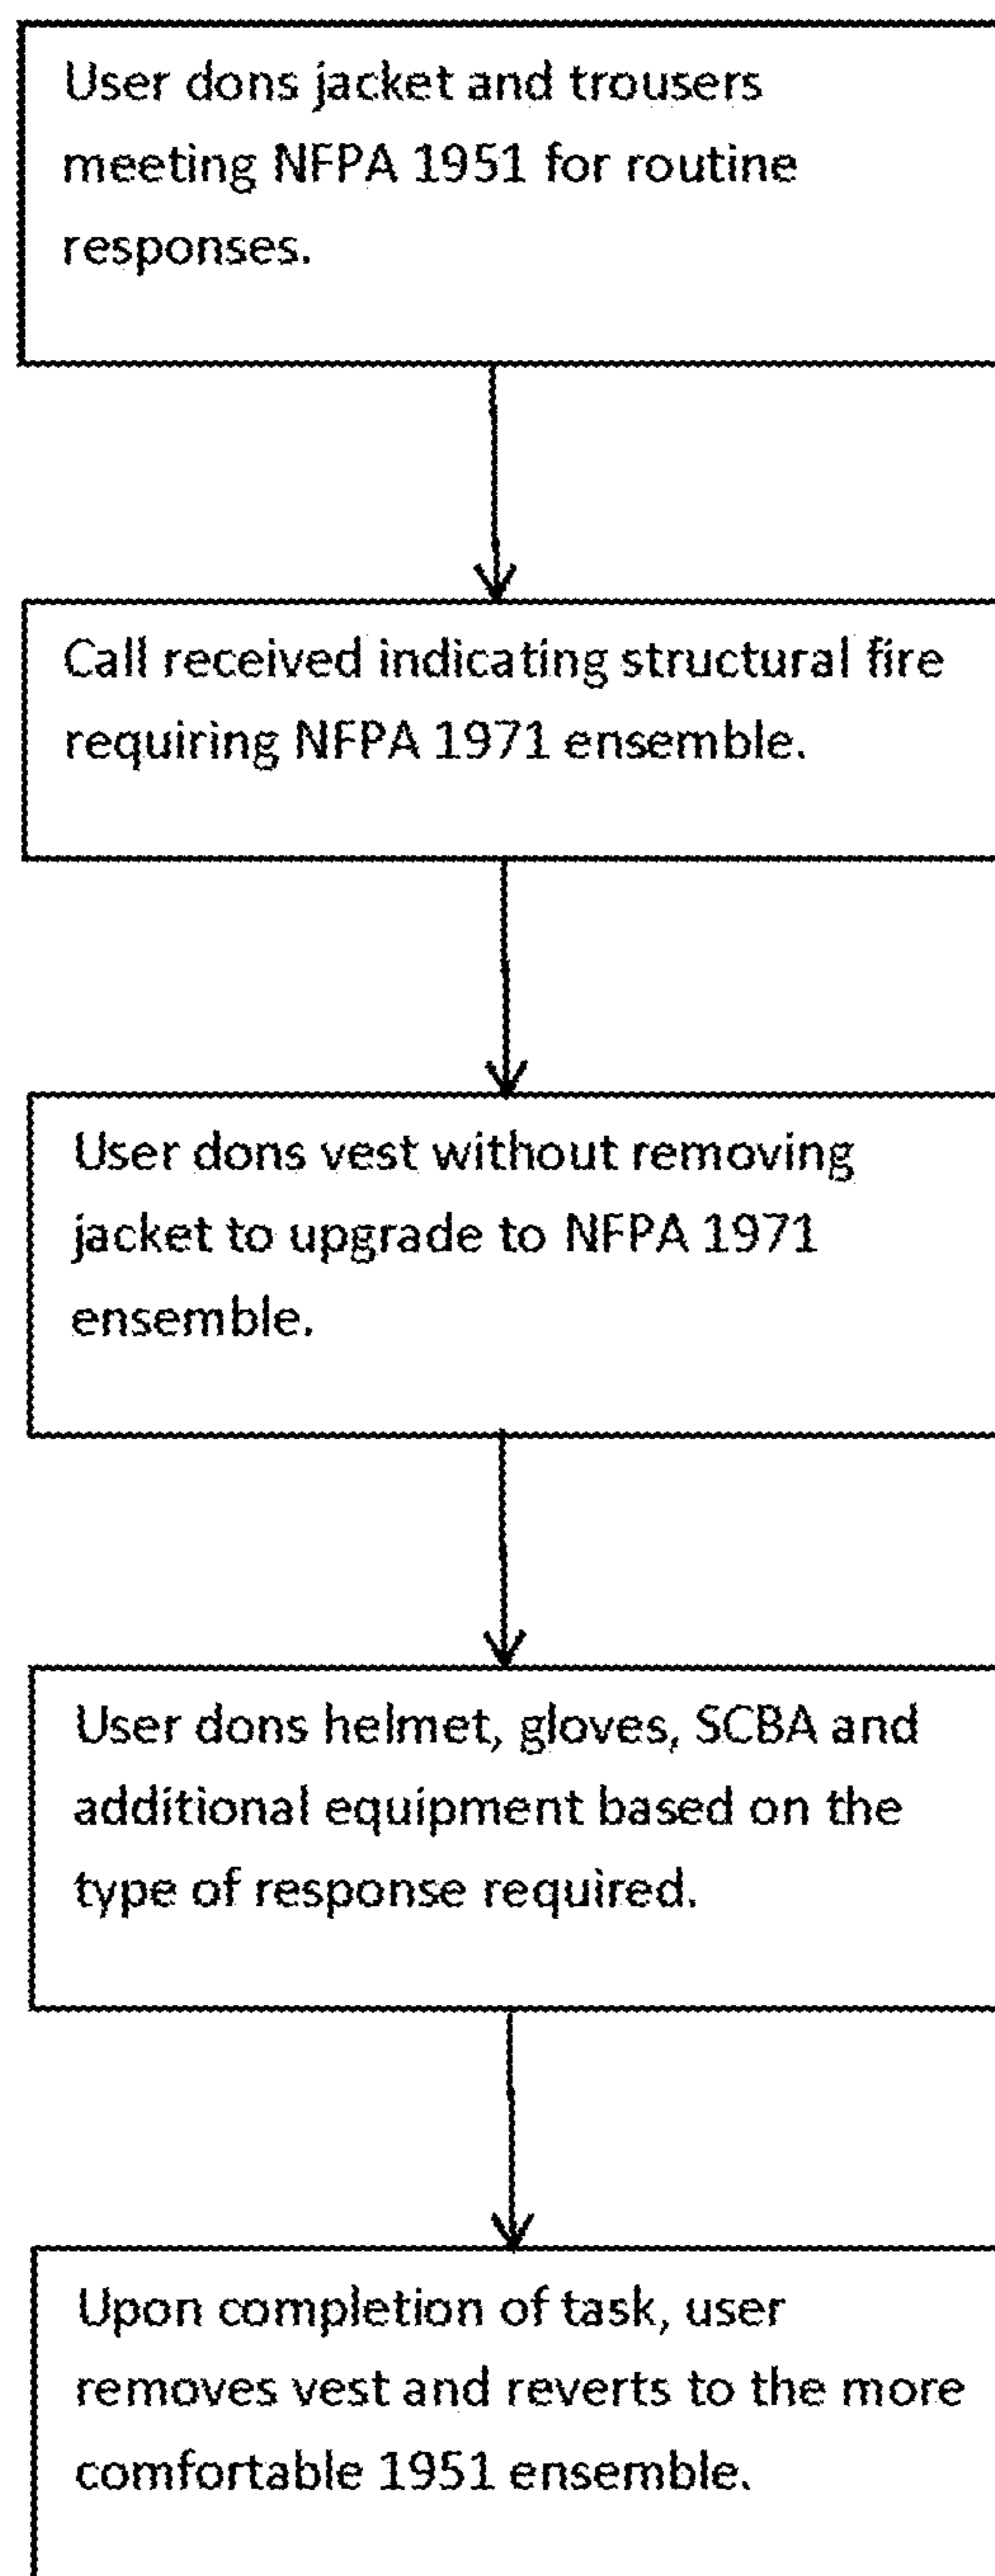 User dons jacket and trousers
meeting NFPA 1951 for routine
responses.
Call received indicating structural fire
requiring NFPA 1971 ensemble.
User dons vest without removing
jacket to upgrade to NFPA 1971
ensemble.
User dons helmet, gloves, SCBA and
additional equipment based on the
type of response required.
Upon completion of task, user
removes vest and reverts to the more
comfortable 1951 ensemble.